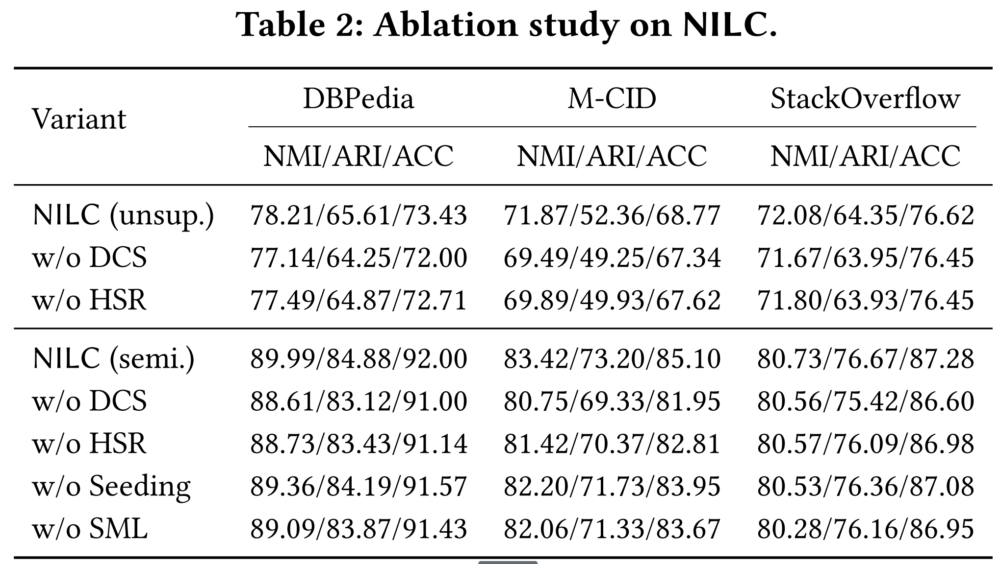 Table 2: Ablation study on NILC.
Variant DBPedia M-CID StackOverflow
NMI/ARI/ACC NMI/ARI/ACC NMI/ARI/ACC
NILC (unsup.) 78.21/65.61/73.43 71.87/52.36/68.77 72.08/64.35/76.62
w/o DCS 77.14/64.25/72.00 69.49/49.25/67.34 71.67/63.95/76.45
w/o HSR 77.49/64.87/72.71 69.89/49.93/67.62 71.80/63.93/76.45
NILC (semi.) 89.99/84.88/92.00 83.42/73.20/85.10 80.73/76.67/87.28
w/o DCS 88.61/83.12/91.00 80.75/69.33/81.95 80.56/75.42/86.60
w/o HSR 88.73/83.43/91.14 81.42/70.37/82.81 80.57/76.09/86.98
w/o Seeding 89.36/84.19/91.57 82.20/71.73/83.95 80.53/76.36/87.08
w/o SML 89.09/83.87/91.43 82.06/71.33/83.67 80.28/76.16/86.95